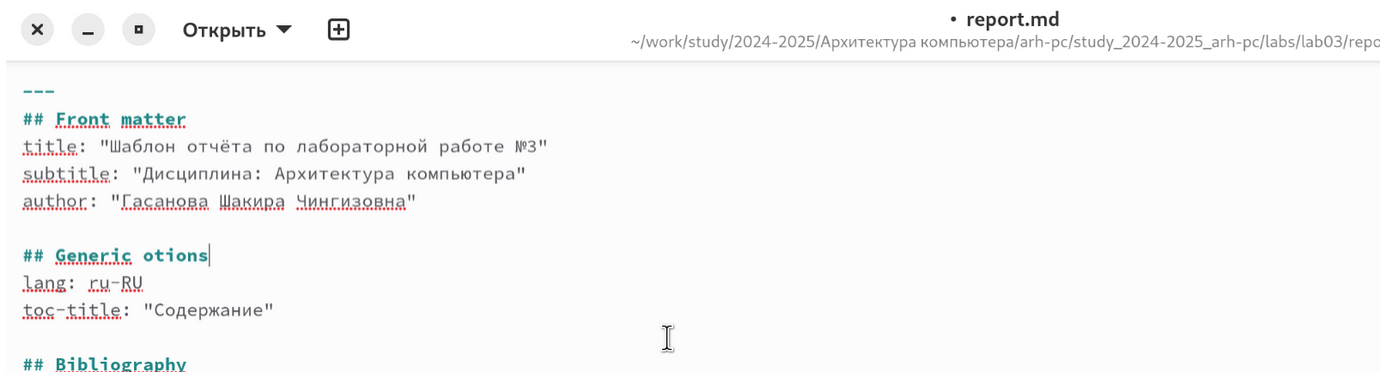 Открыть
• report.md
~/work/study/2024-2025/Архитектура компьютера/arh-pc/study_2024-2025_arh-pc/labs/lab03/repo
---
## Front matter
title: "Шаблон отчёта по лабораторной работе №3"
subtitle: "Дисциплина: Архитектура компьютера"
author: "Гасанова Шакира Чингизовна"
## Generic otions
lang: ru-RU
toc-title: "Содержание"
## Bibliography